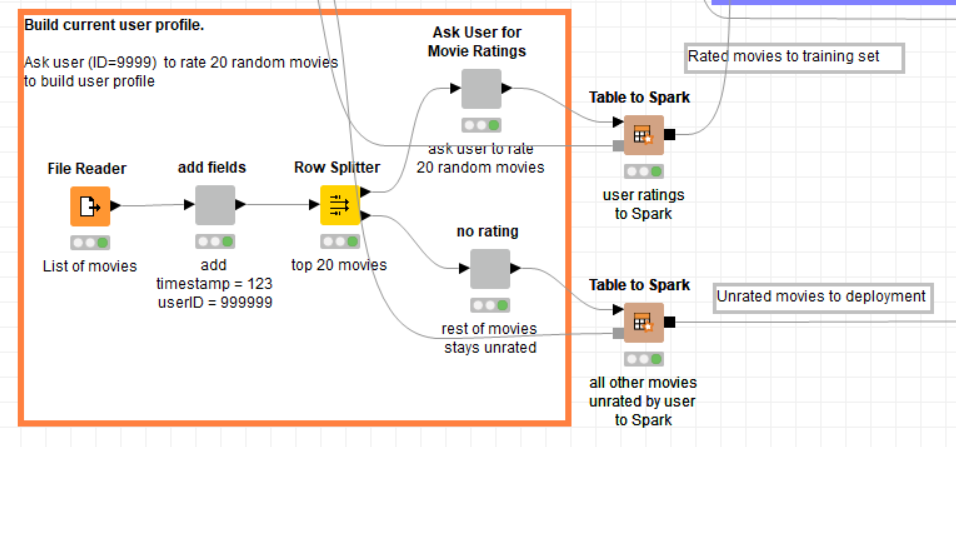 Build current user profile.
Ask user (ID=9999)  to rate 20 random movies
to build user profile
Ask User for
Movie Ratings
ask user to rate
20 random movies
Rated movies to training set
Table to Spark
user ratings
to Spark
File Reader
List of movies
add fields
add
timestamp = 123
userID = 999999
Row Splitter
top 20 movies
no rating
rest of movies
stays unrated
Table to Spark
all other movies
unrated by user
to Spark
Unrated movies to deployment